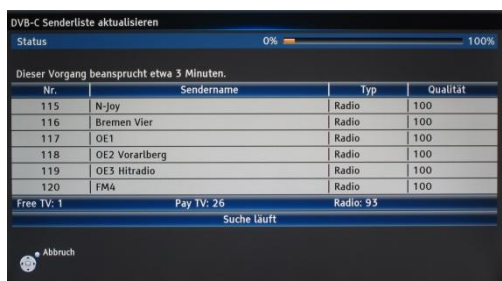 DVB-C Senderliste aktualisieren
Status 0% 100%
Dieser Vorgang beansprucht etwa 3 Minuten.
Nr. Sendername Typ Qualität
115 N-Joy Radio 100
116 Bremen Vier Radio 100
117 OE1 Radio 100
118 OE2 Vorarlberg Radio 100
119 OE3 Hitradio Radio 100
120 FM4 Radio 100
Free TV: 1 Pay TV: 26 Radio: 93
Suche läuft
Abbruch